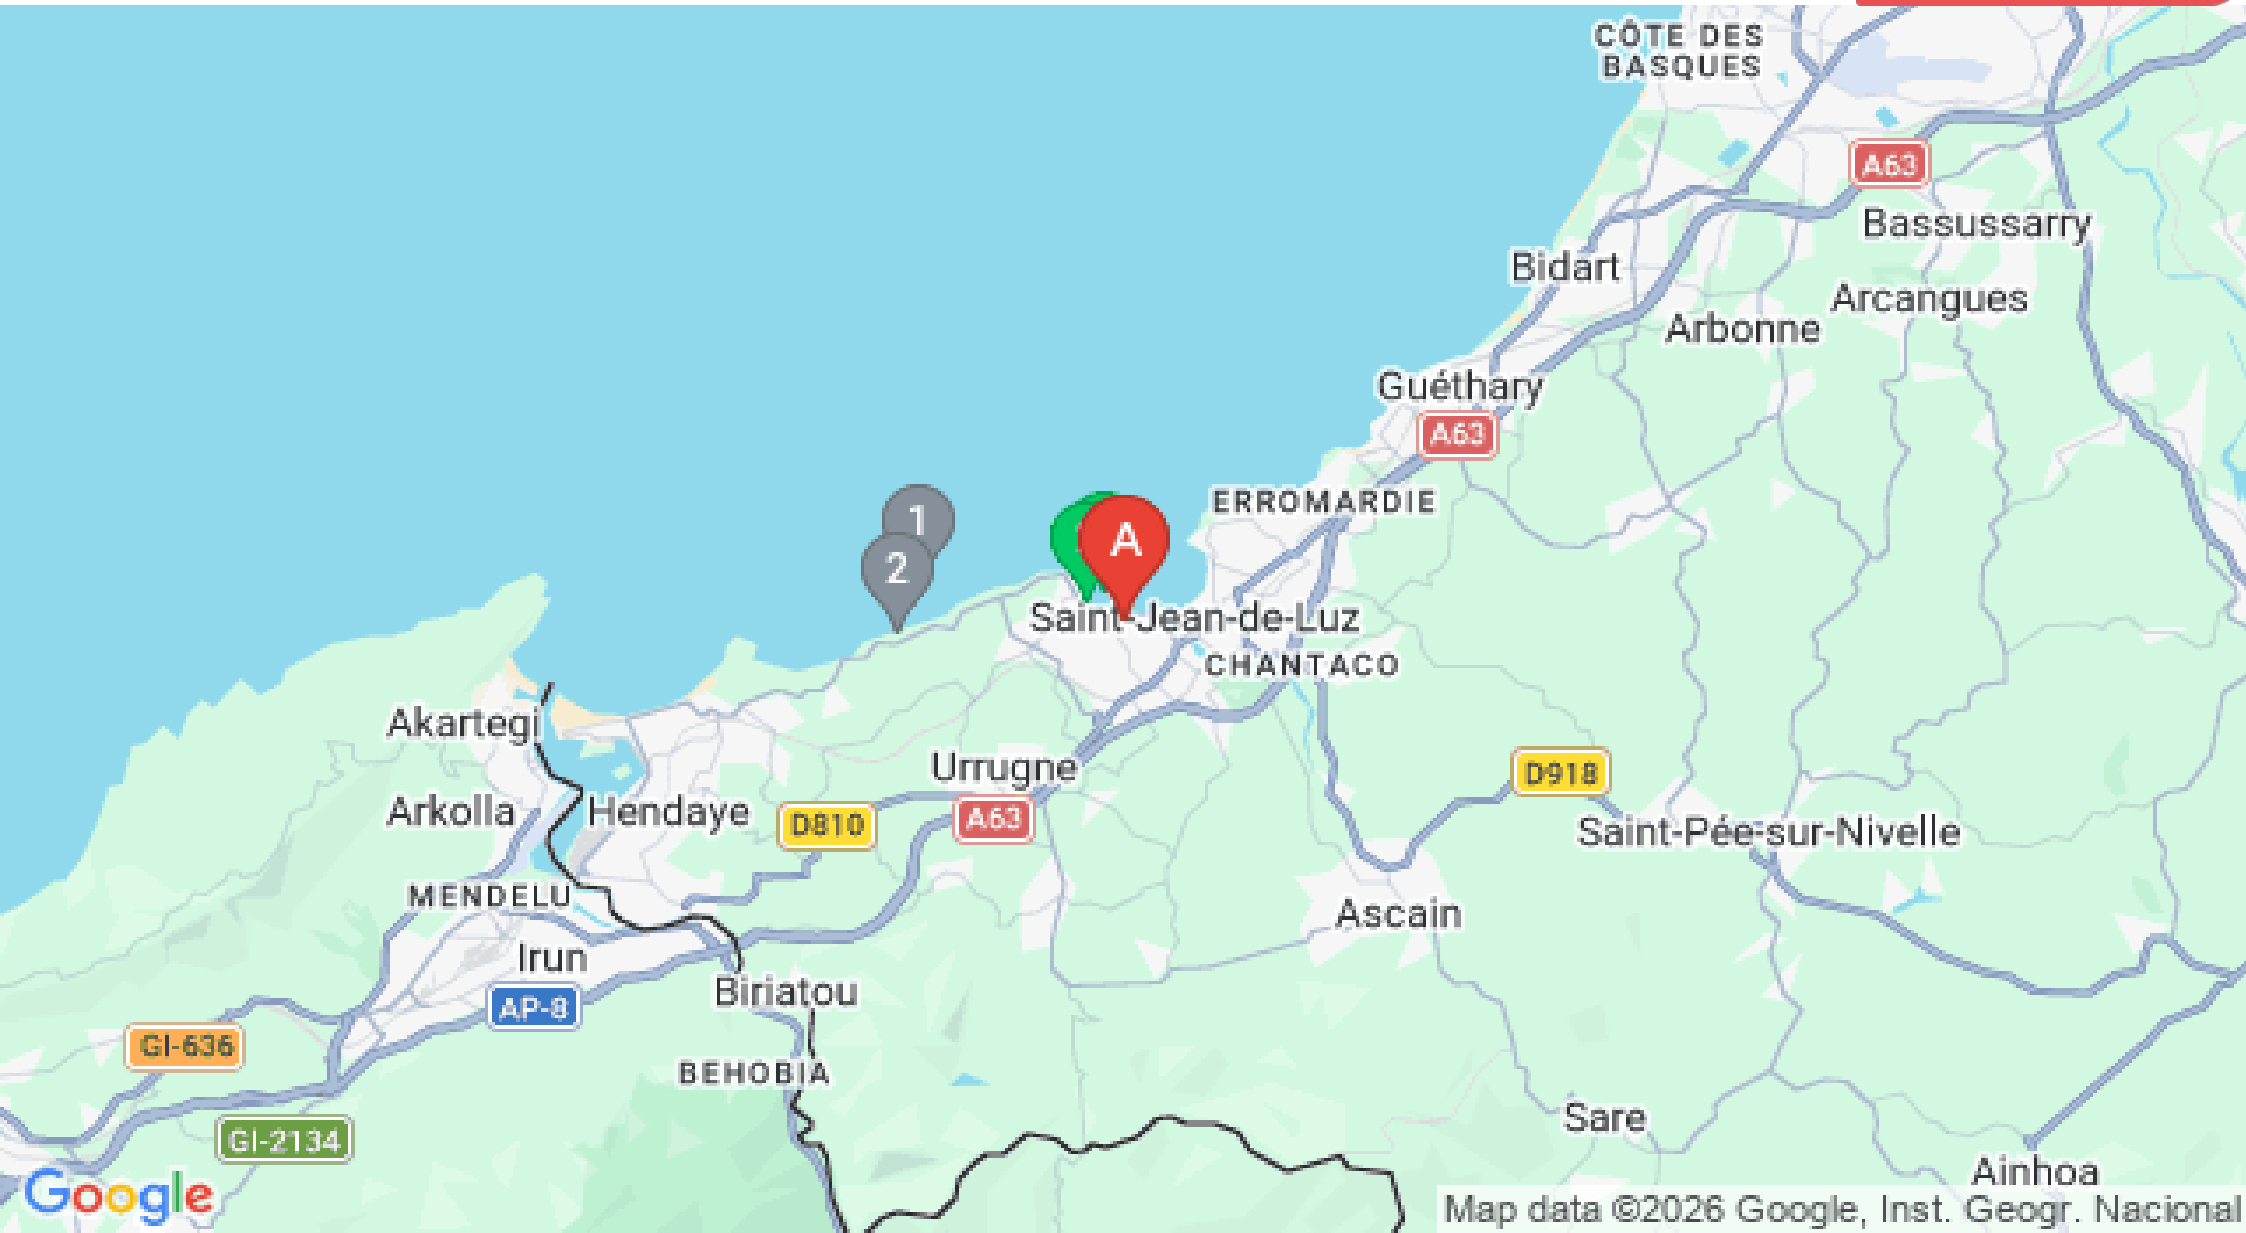 CÔTE DES
BASQUES
A63
Bassussarry
Bidart
Arcangues
Arbonne
Guéthary
A63
ERROMARDIE
1
2
A
Saint-Jean-de-Luz
CHANTACO
Akartegi
Urrugne
D918
Arkolla
Hendaye
D810
A63
Saint-Pée-sur-Nivelle
MENDELU
Ascain
Irun
Biriatou
AP-8
GI-636
BEHOBIA
Sare
GI-2134
Ainhoa
Google
Map data ©2026 Google, Inst. Geogr. Nacional